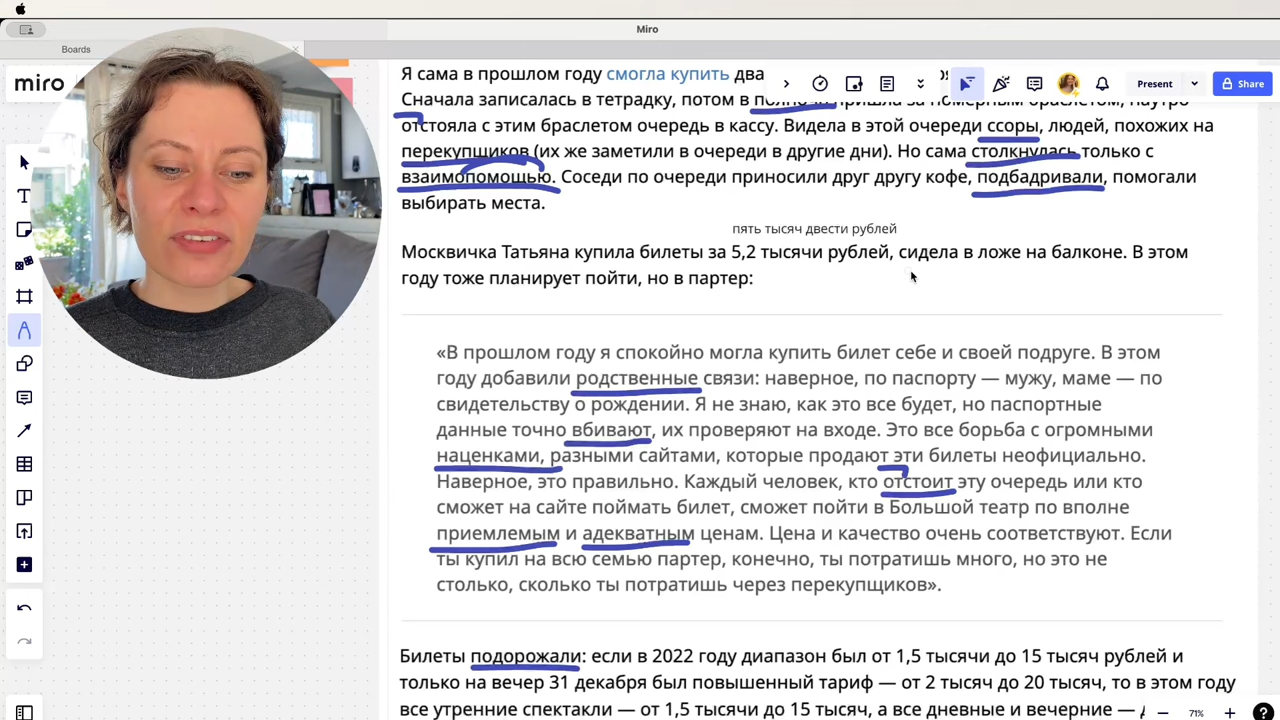 Miro
Boards
miro
Present
Share
Я сама в прошлом году смогла купить два
Сначала записалась в тетрадку, потом в полночь пришла за номерным браслетом, наутро
отстояла с этим браслетом очередь в кассу. Видела в этой очереди ссоры, людей, похожих на
перекупщиков (их же заметили в очереди в другие дни). Но сама столкнулась только с
взаимопомощью. Соседи по очереди приносили друг другу кофе, подбадривали, помогали
выбирать места.
пять тысяч двести рублей
Москвичка Татьяна купила билеты за 5,2 тысячи рублей, сидела в ложе на балконе. В этом
году тоже планирует пойти, но в партер:
«В прошлом году я спокойно могла купить билет себе и своей подруге. В этом
году добавили родственные связи: наверное, по паспорту — мужу, маме — по
свидетельству о рождении. Я не знаю, как это все будет, но паспортные
данные точно вбивают, их проверяют на входе. Это все борьба с огромными
наценками, разными сайтами, которые продают эти билеты неофициально.
Наверное, это правильно. Каждый человек, кто отстоит эту очередь или кто
сможет на сайте поймать билет, сможет пойти в Большой театр по вполне
приемлемым и адекватным ценам. Цена и качество очень соответствуют. Если
ты купил на всю семью партер, конечно, ты потратишь много, но это не
столько, сколько ты потратишь через перекупщиков».
Билеты подорожали: если в 2022 году диапазон был от 1,5 тысячи до 15 тысяч рублей и
только на вечер 31 декабря был повышенный тариф — от 2 тысяч до 20 тысяч, то в этом году
все утренние спектакли — от 1,5 тысячи до 15 тысяч, а все дневные и вечерние —
71%